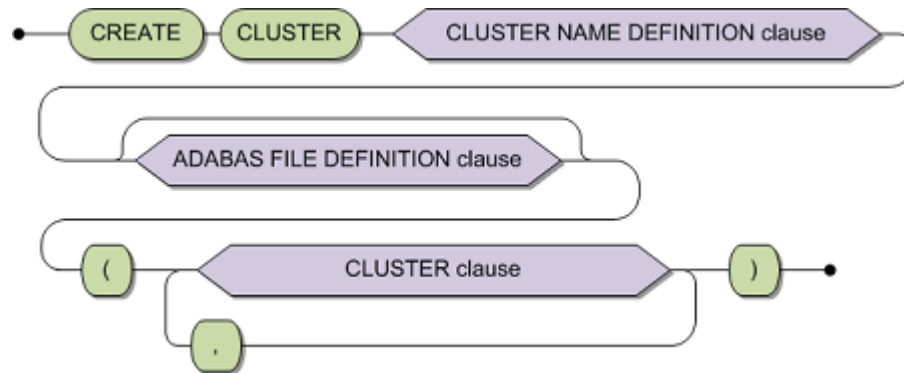 CREATE CLUSTER CLUSTER NAME DEFINITION clause
ADABAS FILE DEFINITION clause
( CLUSTER clause )
,